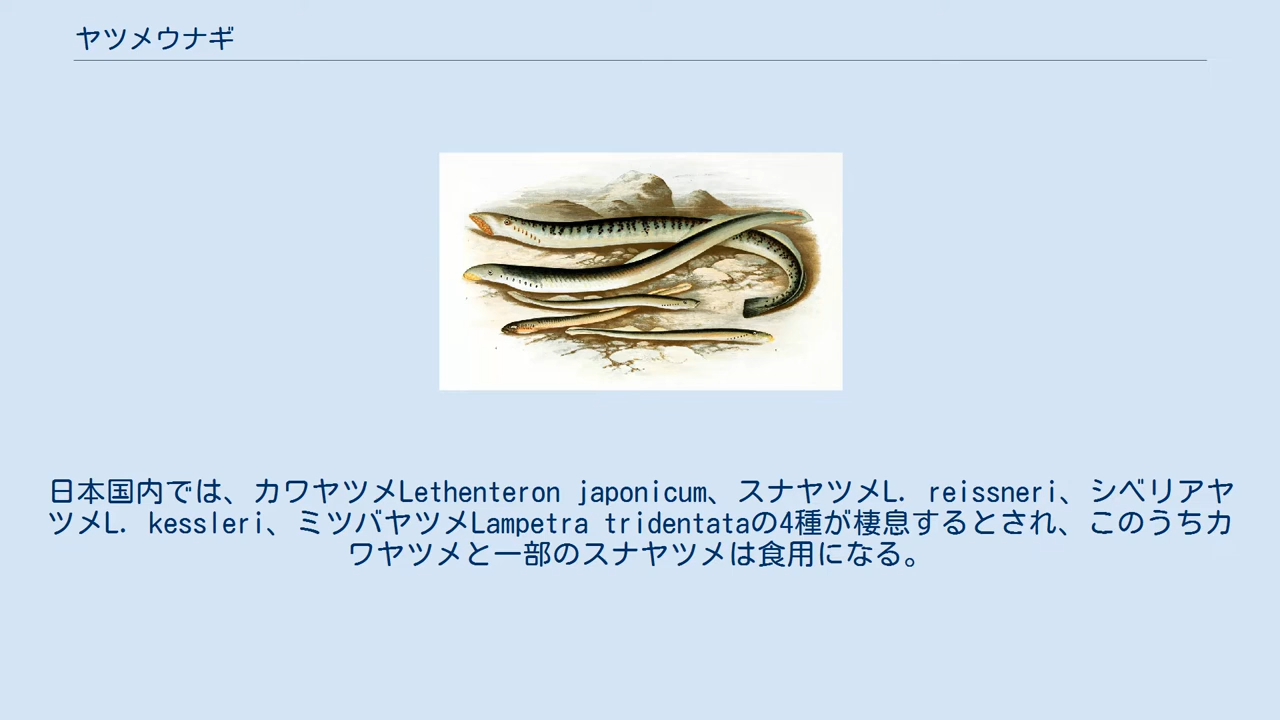 ヤツメウナギ
日本国内では、カワヤツメLethenteron japonicum、スナヤツメL. reissneri、シベリアヤ
ツメL. kessleri、ミツバヤツメLampetra tridentataの4種が棲息するとされ、このうちカ
ワヤツメと一部のスナヤツメは食用になる。